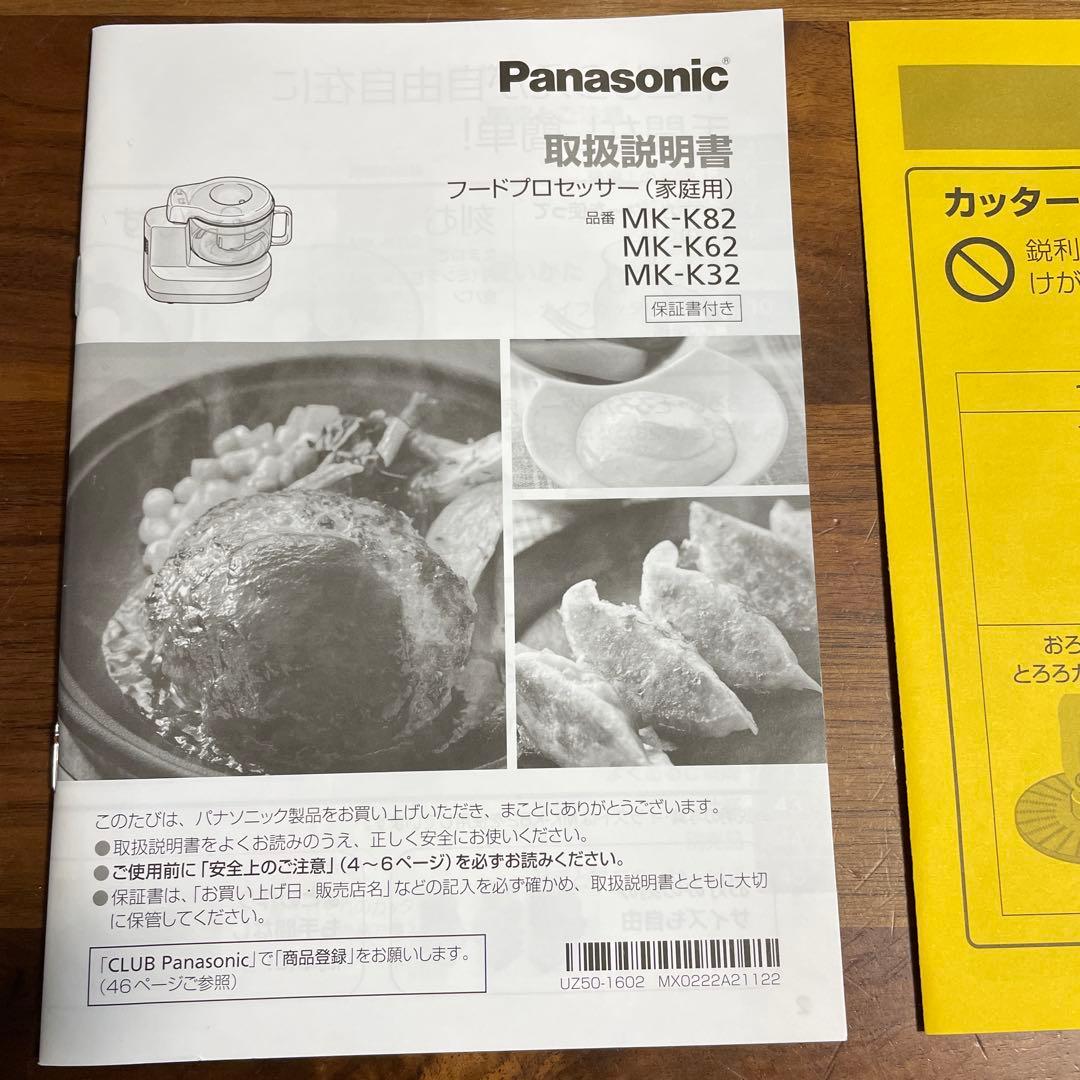 Panasonic®
取扱説明書
フードプロセッサー(家庭用)
品番 MK-K82
MK-K62
MK-K32
保証書付き
このたびは、パナソニック製品をお買い上げいただき、まことにありがとうございます。
●取扱説明書をよくお読みのうえ、正しく安全にお使いください。
●ご使用前に「安全上のご注意」(4～6ページ)を必ずお読みください。
●保証書は、「お買い上げ日・販売店名」などの記入を必ず確かめ、取扱説明書とともに大切
に保管してください。
「CLUB Panasonic」で「商品登録」をお願いします。
(46ページご参照)
UZ50-1602 MX0222A21122
カッター
鋭利
けが
おろ
とろろカ